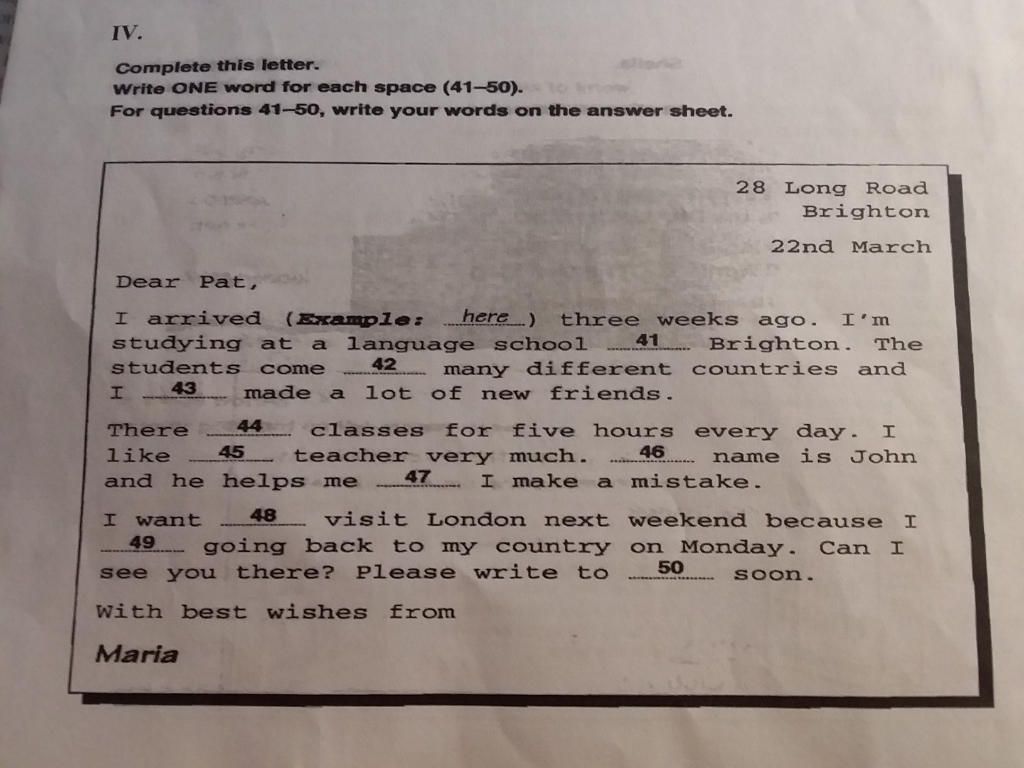 IV.
Complete this letter.
Write ONE word for each space (41–50).
For questions 41–50, write your words on the answer sheet.
28 Long Road
Brighton
22nd March
Dear Pat,
I arrived (Example: here ) three weeks ago. I'm
studying at a language school 41 Brighton. The
students come 42 many different countries and
I 43 made a lot of new friends.
There 44 classes for five hours every day. I
like 45 teacher very much. 46 name is John
and he helps me 47 I make a mistake.
I want 48 visit London next weekend because I
49 going back to my country on Monday. Can I
see you there? Please write to 50 soon.
With best wishes from
Maria